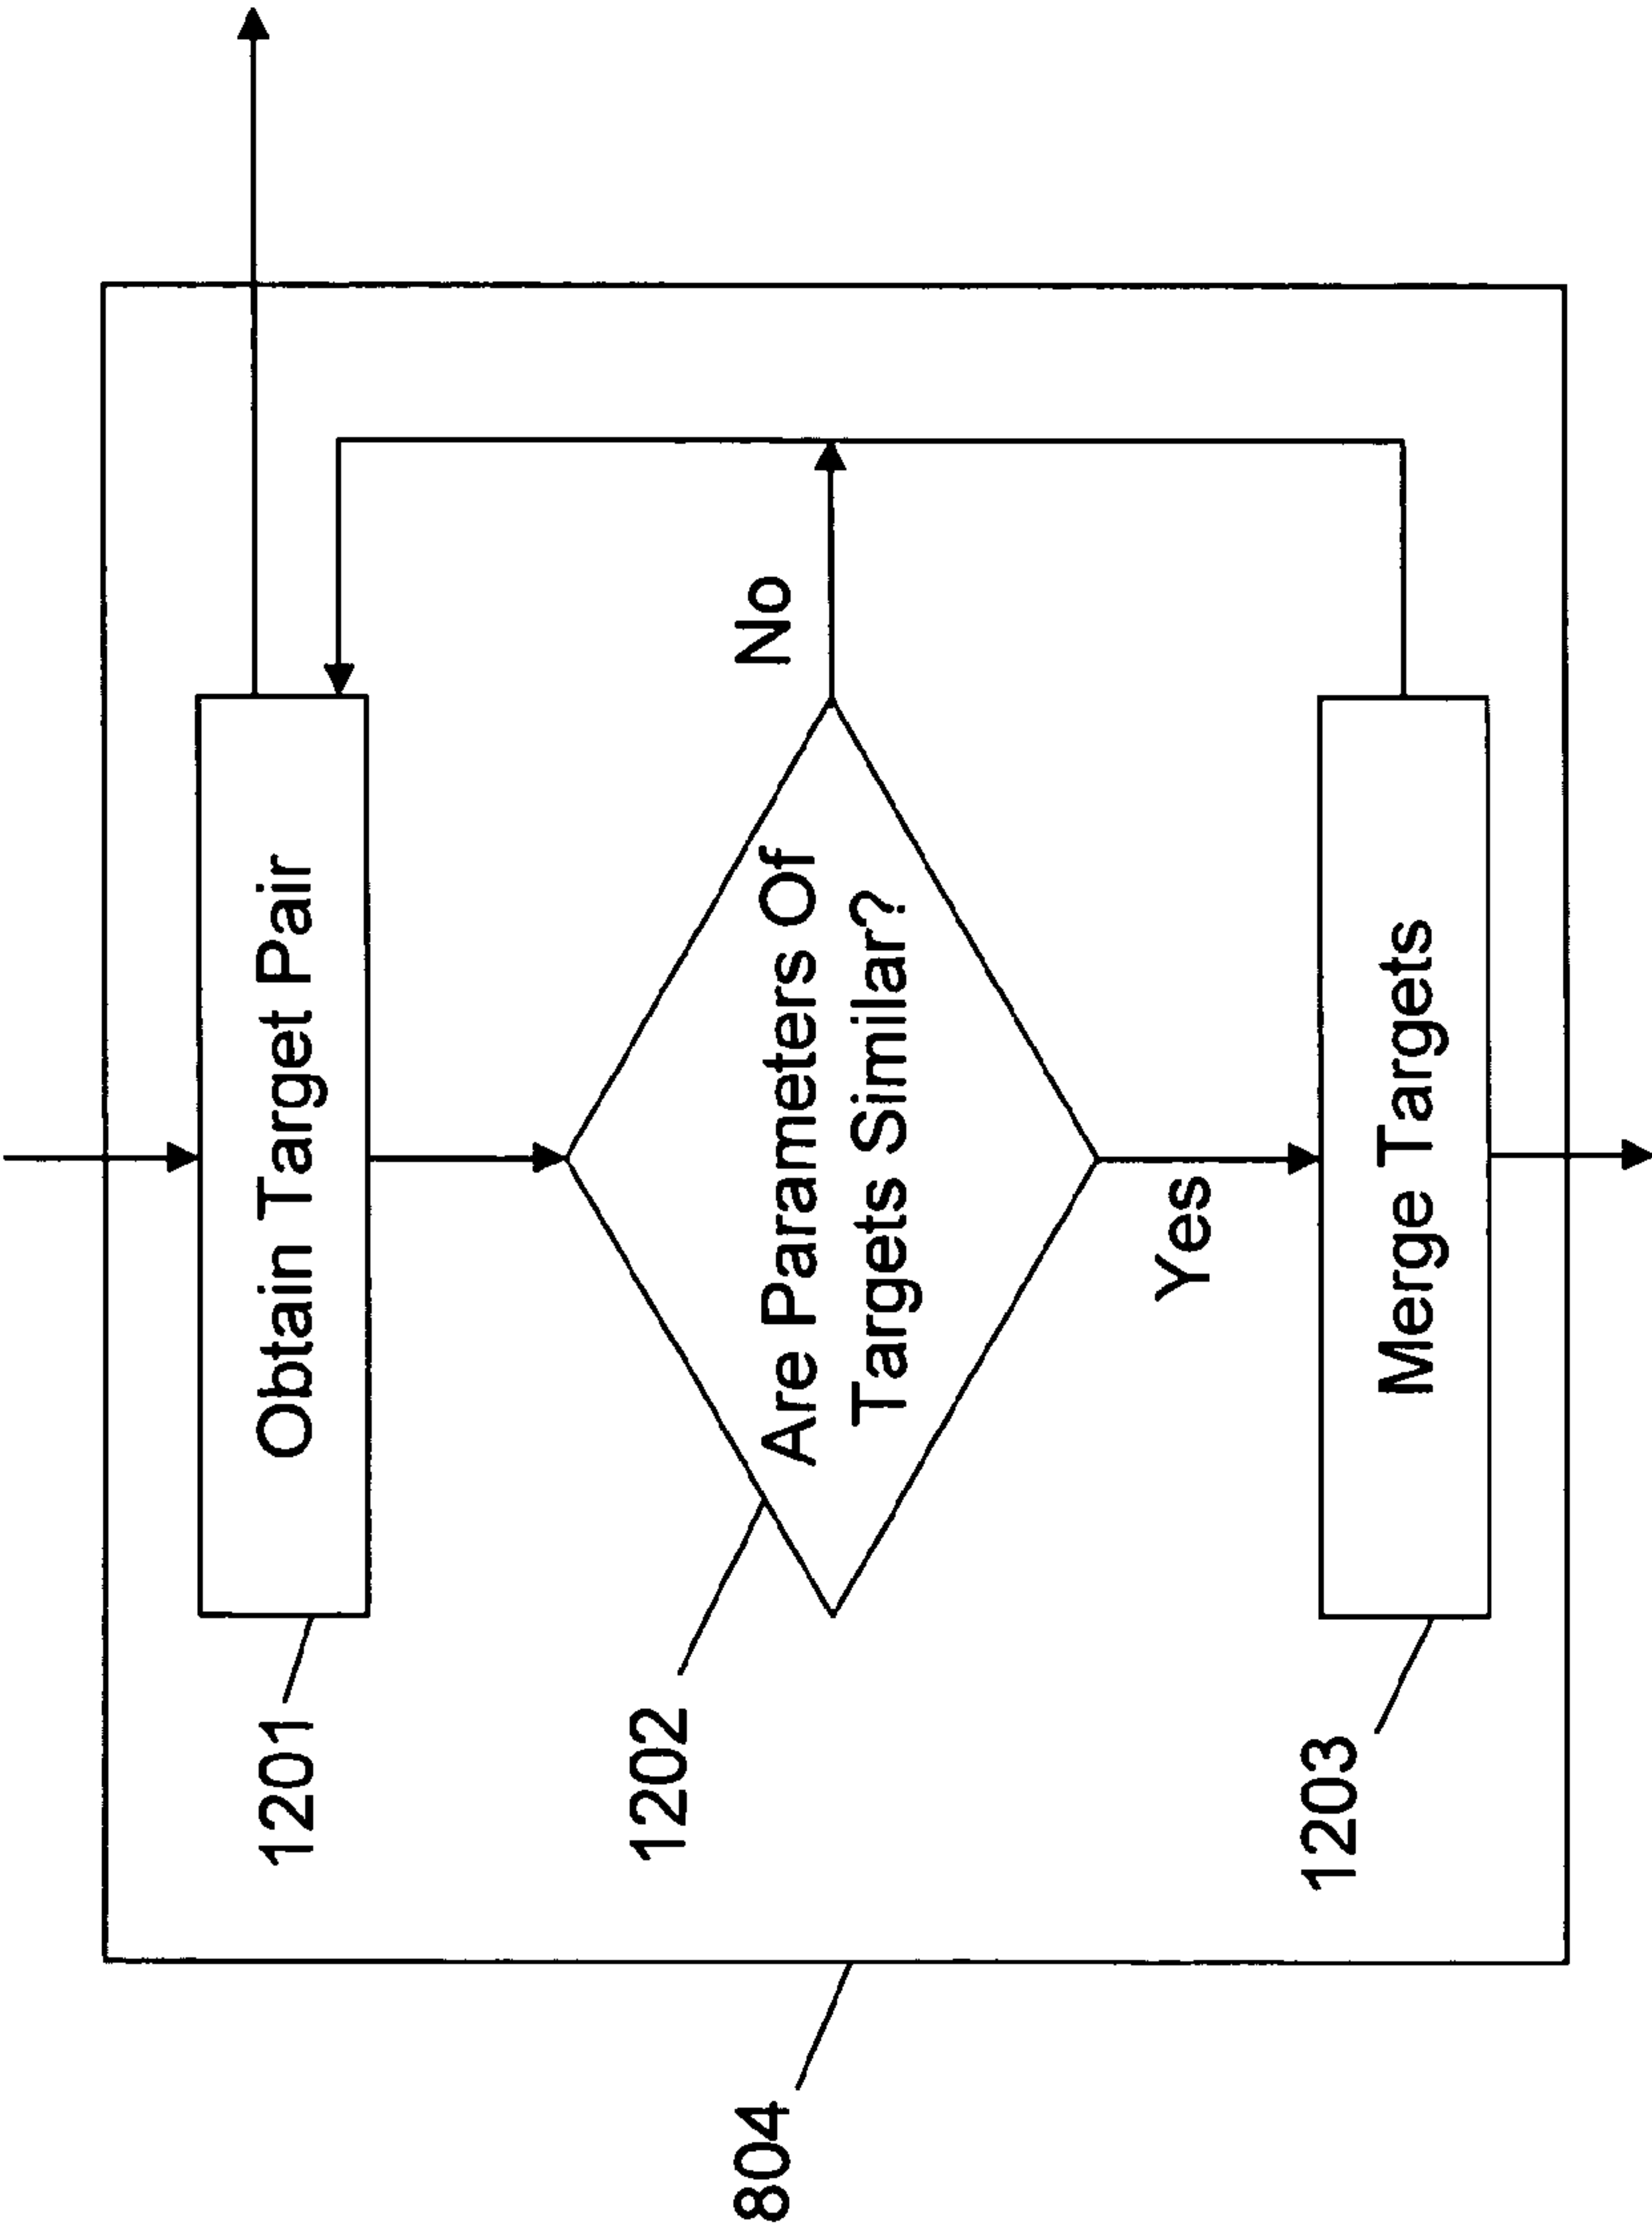 Obtain Target Pair
1201
Are Parameters Of
Targets Similar?
No
1202
Yes
Merge Targets
1203
804